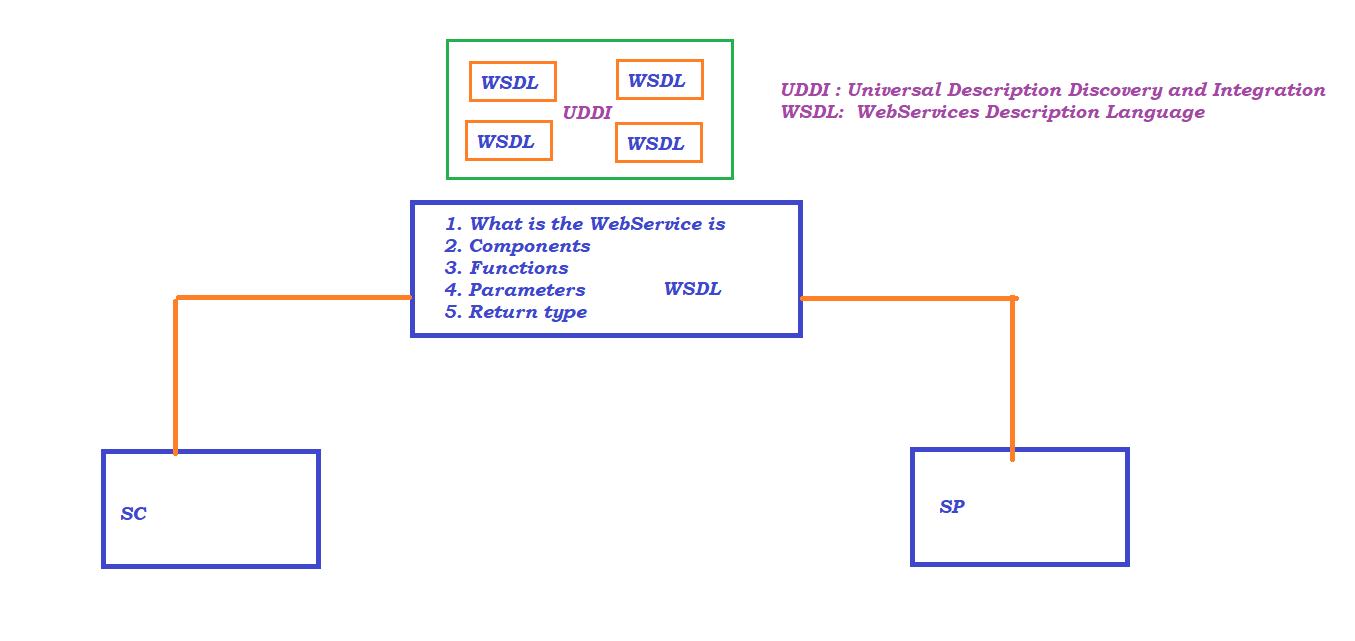 WSDL
WSDL
UDDI
WSDL
WSDL
UDDI : Universal Description Discovery and Integration
WSDL: WebServices Description Language
1. What is the WebService is
2. Components
3. Functions
4. Parameters
5. Return type
WSDL
SC
SP